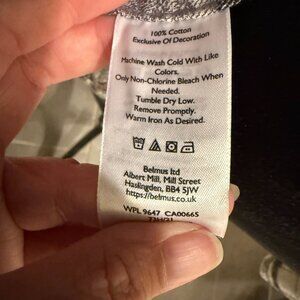 100% Cotton
Exclusive Of Decoration
Machine Wash Cold With Like
Colors.
Only Non-Chlorine Bleach When
Needed.
Tumble Dry Low.
Remove Promptly.
Warm Iron As Desired.
Belmus ltd
Albert Mill, Mill Street
Haslingden, BB4 5JW
https://belmus.co.uk
WPL 9647 CA00665